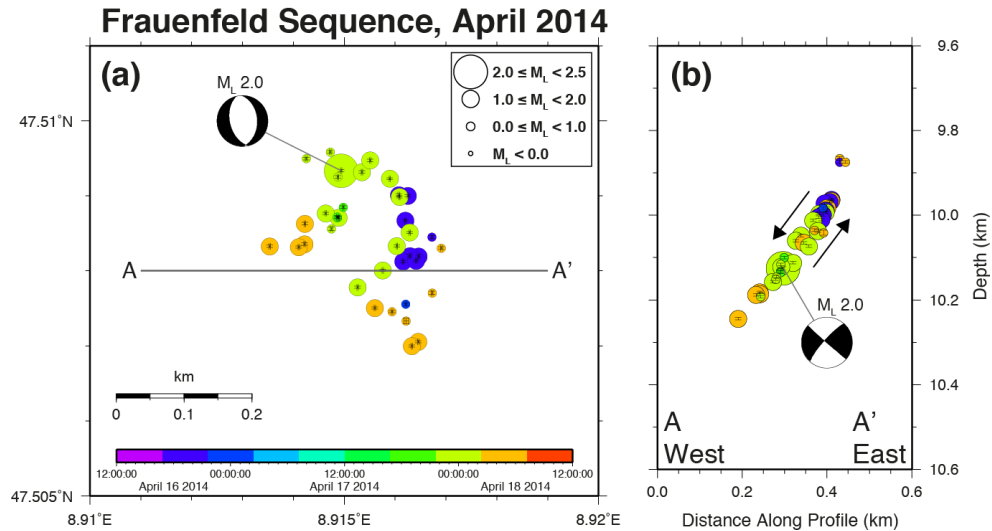 Frauenfeld Sequence, April 2014
(a)
M_L 2.0
2.0 ≤ M_L < 2.5
1.0 ≤ M_L < 2.0
0.0 ≤ M_L < 1.0
M_L < 0.0
47.51°N
A
A'
km
0 0.1 0.2
12:00:00 00:00:00 12:00:00 00:00:00 12:00:00
April 16 2014 April 17 2014 April 18 2014
47.505°N
8.91°E 8.915°E 8.92°E
(b)
9.6
9.8
10.0
10.2
10.4
10.6
Depth (km)
M_L 2.0
A A'
West East
0.0 0.2 0.4 0.6
Distance Along Profile (km)